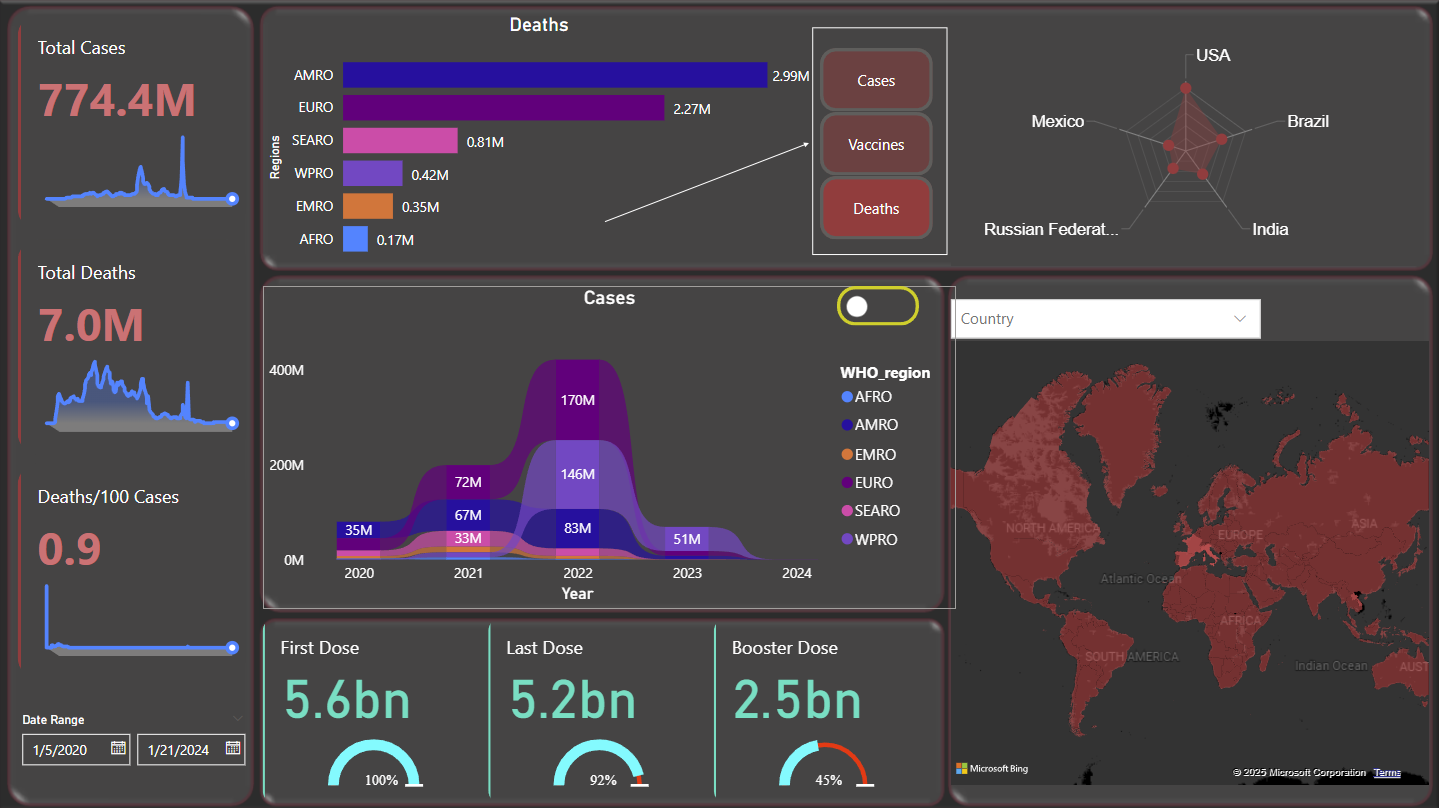 Total Cases
774.4M
Total Deaths
7.0M
Deaths/100 Cases
0.9
Date Range
1/5/2020
1/21/2024
Deaths
Regions
AMRO
2.99M
EURO
2.27M
SEARO
0.81M
WPRO
0.42M
EMRO
0.35M
AFRO
0.17M
Cases
Vaccines
Deaths
USA
Brazil
India
Russian Federat...
Mexico
Cases
400M
200M
0M
35M
72M
67M
33M
170M
146M
83M
51M
2020
2021
2022
2023
2024
Year
WHO_region
AFRO
AMRO
EMRO
EURO
SEARO
WPRO
Country
NORTH AMERICA
EUROPE
ASIA
Atlantic Ocean
AFRICA
SOUTH AMERICA
Indian Ocean
AUST
Microsoft Bing
© 2025 Microsoft Corporation Terms
First Dose
5.6bn
100%
Last Dose
5.2bn
92%
Booster Dose
2.5bn
45%